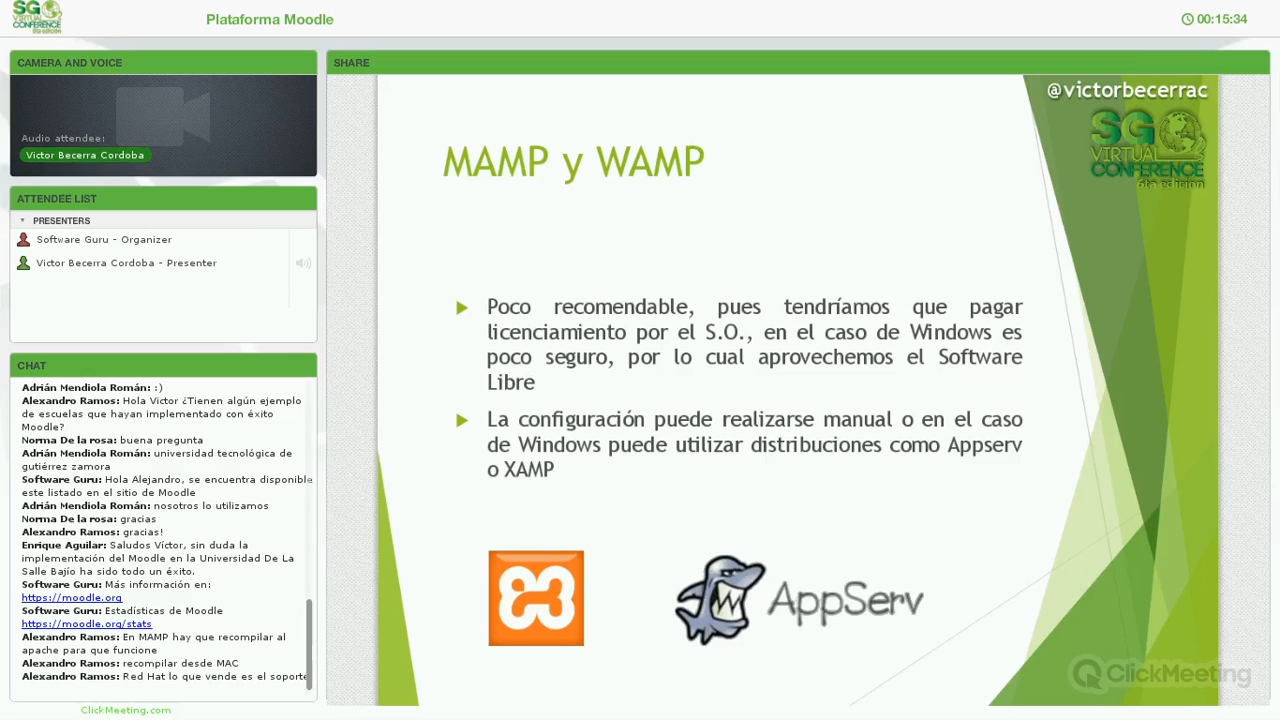 SG
VIRTUAL
CONFERENCE
6ta edición
Plataforma Moodle
00:15:34
CAMERA AND VOICE
Audio attendee:
Victor Becerra Cordoba
ATTENDEE LIST
PRESENTERS
Software Guru - Organizer
Victor Becerra Cordoba - Presenter
CHAT
Adrián Mendiola Román: :)
Alexandro Ramos: Hola Victor ¿Tienen algún ejemplo
de escuelas que hayan implementado con éxito
Moodle?
Norma De la rosa: buena pregunta
Adrián Mendiola Román: universidad tecnológica de
gutiérrez zamora
Software Guru: Hola Alejandro, se encuentra disponible
este listado en el sitio de Moodle
Adrián Mendiola Román: nosotros lo utilizamos
Norma De la rosa: gracias
Alexandro Ramos: gracias!
Enrique Aguilar: Saludos Víctor, sin duda la
implementación del Moodle en la Universidad De La
Salle Bajío ha sido todo un éxito.
Software Guru: Más información en:
https://moodle.org
Software Guru: Estadísticas de Moodle
https://moodle.org/stats
Alexandro Ramos: En MAMP hay que recompilar al
apache para que funcione
Alexandro Ramos: recompilar desde MAC
Alexandro Ramos: Red Hat lo que vende es el soporte
ClickMeeting.com
SHARE
@victorbecerrac
SG
VIRTUAL
CONFERENCE
6ta edición
MAMP y WAMP
Poco recomendable, pues tendríamos que pagar
licenciamiento por el S.O., en el caso de Windows es
poco seguro, por lo cual aprovechemos el Software
Libre
La configuración puede realizarse manual o en el caso
de Windows puede utilizar distribuciones como Appserv
o XAMP
AppServ
ClickMeeting